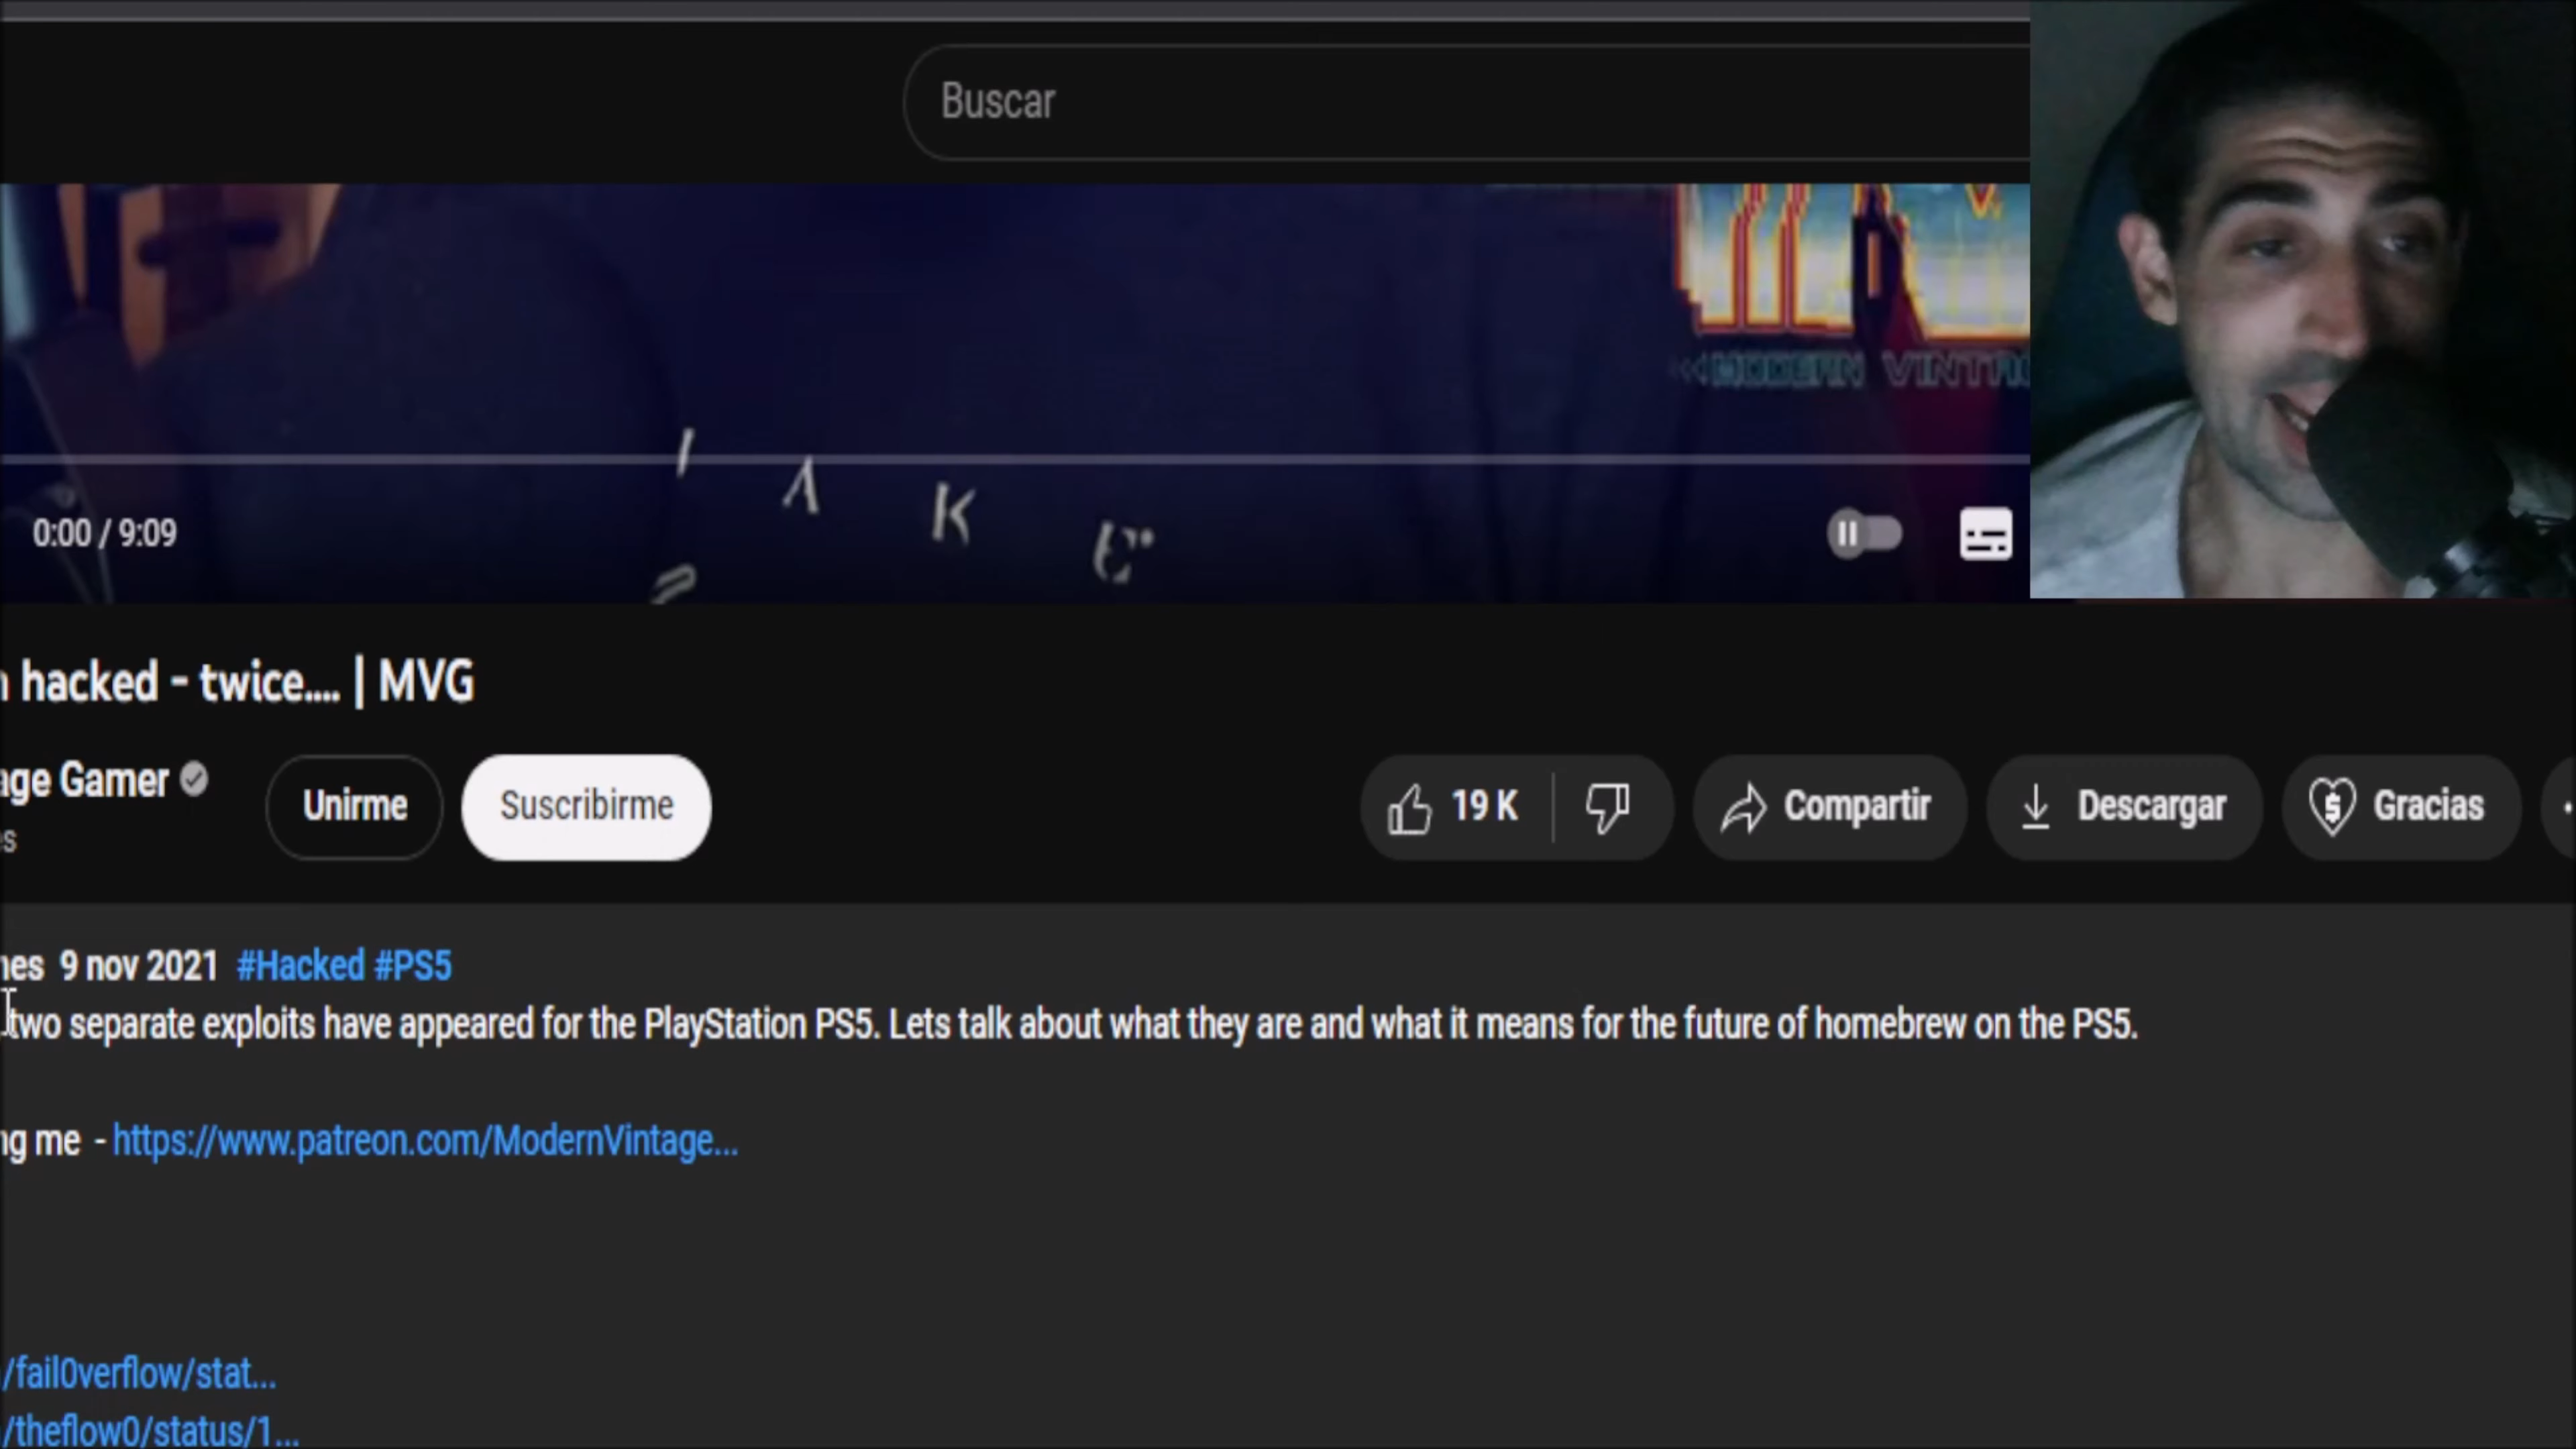 Buscar
MODERN VINTAG
0:00 / 9:09
hacked - twice.... | MVG
age Gamer
Unirme
Suscribirme
19 K
Compartir
Descargar
Gracias
nes 9 nov 2021 #Hacked #PS5
two separate exploits have appeared for the PlayStation PS5. Lets talk about what they are and what it means for the future of homebrew on the PS5.
ng me - https://www.patreon.com/ModernVintage...
/fail0verflow/stat...
/theflow0/status/1...